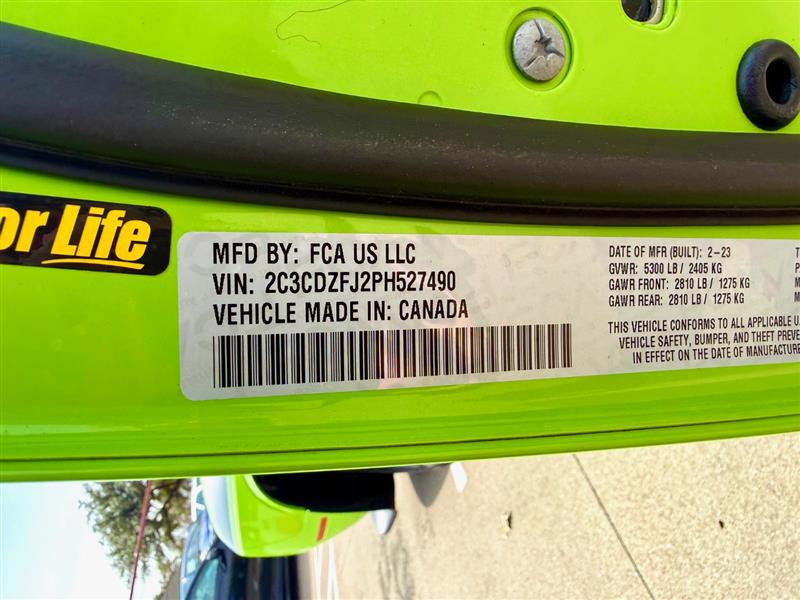 or Life
MFD BY: FCA US LLC
VIN: 2C3CDZFJ2PH527490
VEHICLE MADE IN: CANADA
DATE OF MFR (BUILT): 2-23
GVWR: 5300 LB / 2405 KG
GAWR FRONT: 2810 LB / 1275 KG
GAWR REAR: 2810 LB / 1275 KG
THIS VEHICLE CONFORMS TO ALL APPLICABLE
VEHICLE SAFETY, BUMPER, AND THEFT PREVE
IN EFFECT ON THE DATE OF MANUFACTURE